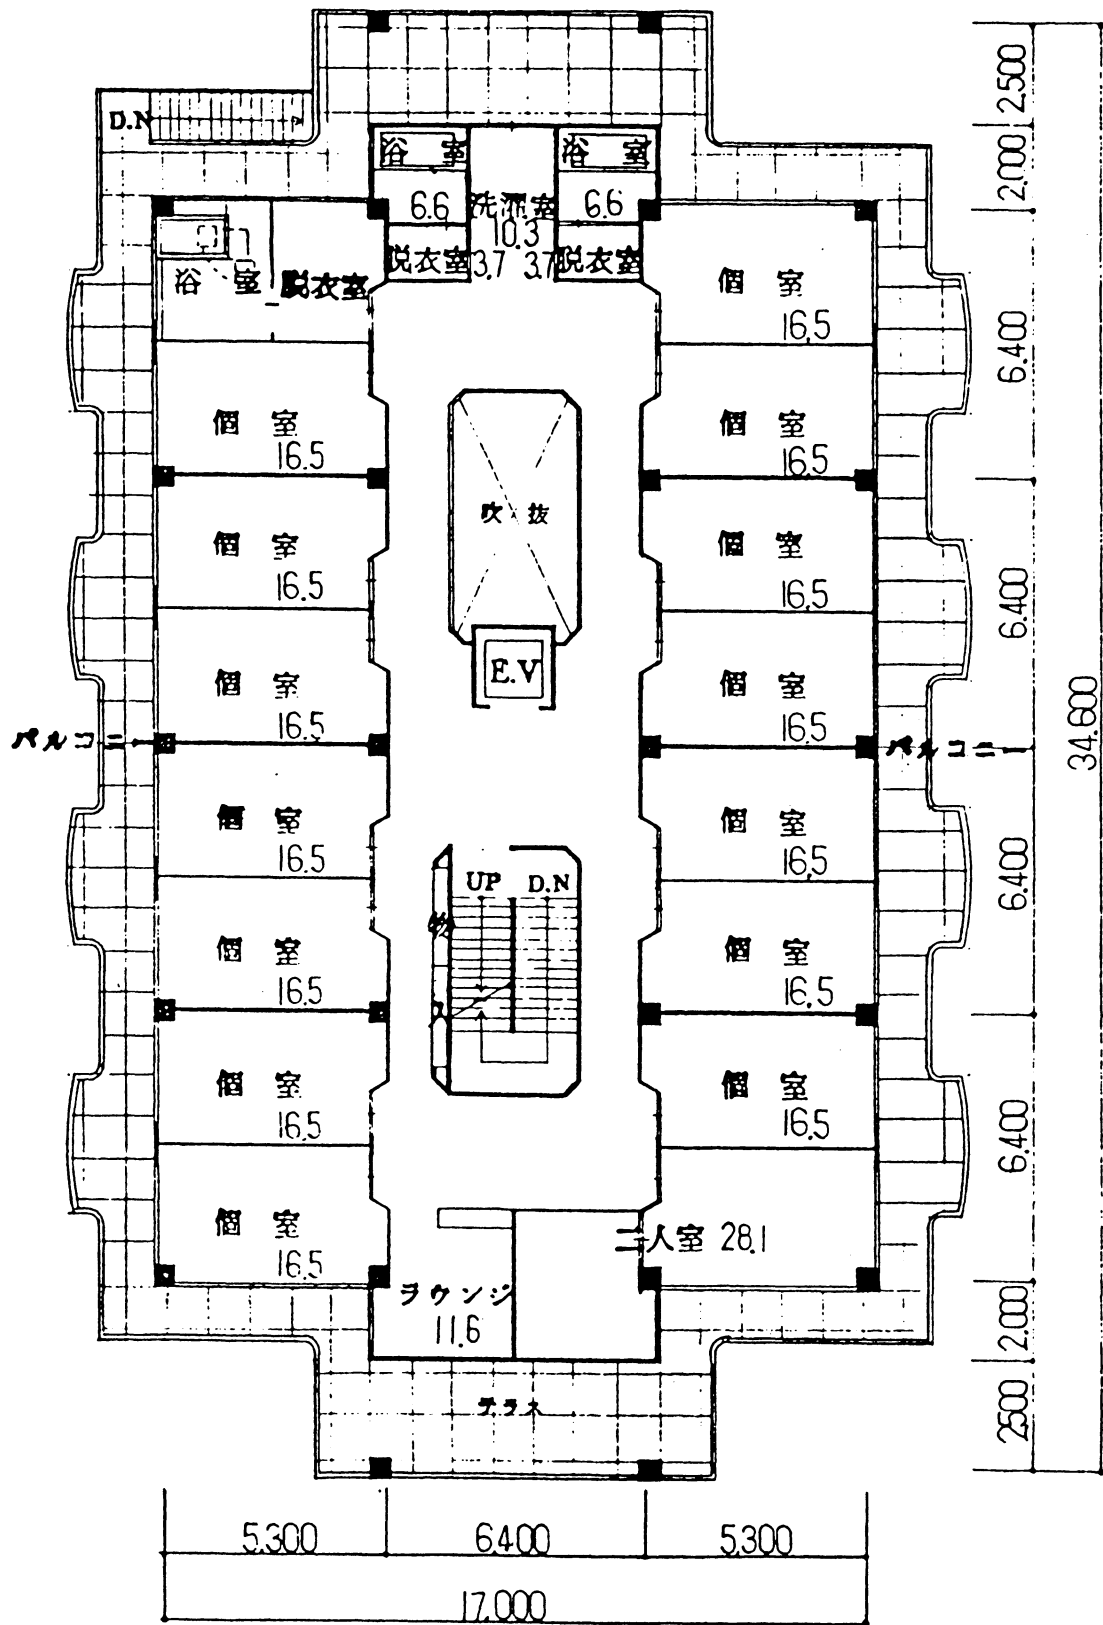 D.N
浴 室
浴 室
6.6
洗濯室
6.6
10.3
脱衣室
3.7
3.7
脱衣室
浴 室
脱衣室
個 室
16.5
個 室
16.5
個 室
16.5
個 室
16.5
個 室
16.5
吹 抜
E.V
個 室
16.5
個 室
16.5
バルコニー
バルコニー
個 室
16.5
個 室
16.5
UP
D.N
物
入
個 室
16.5
個 室
16.5
個 室
16.5
個 室
16.5
個 室
16.5
二人室 28.1
ラウンジ
11.6
テラス
2,500
2,000
6,400
6,400
6,400
6,400
2,000
2,500
34,600
5,300
6,400
5,300
17,000